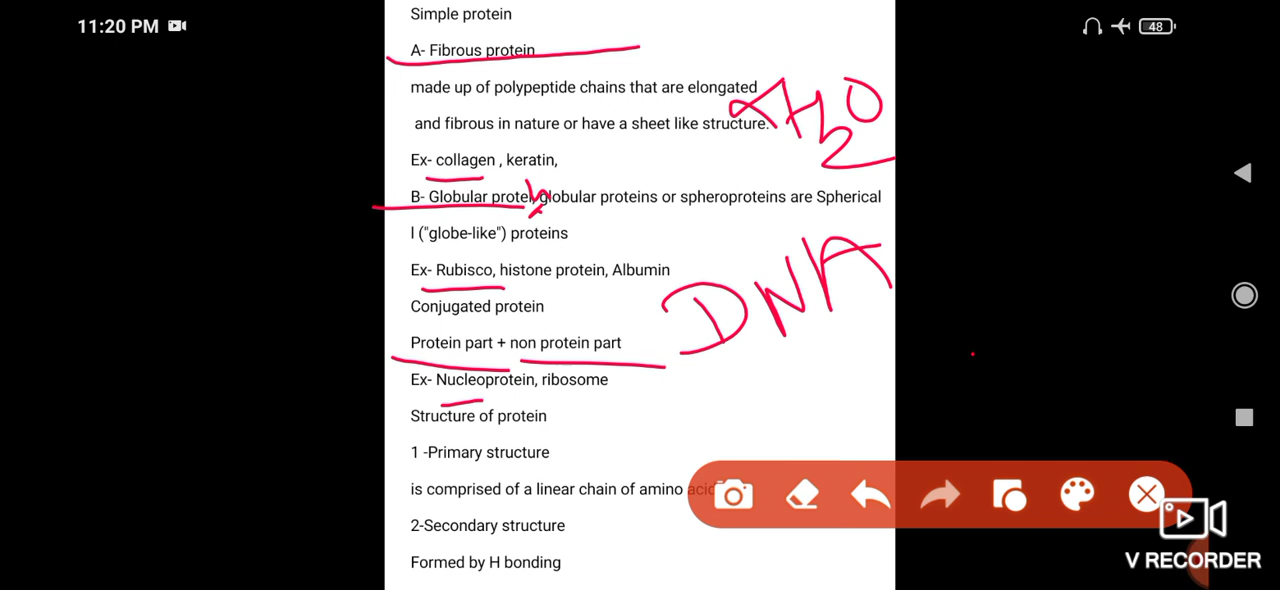 11:20 PM
48
Simple protein
A- Fibrous protein
made up of polypeptide chains that are elongated
and fibrous in nature or have a sheet like structure.
H2O
Ex- collagen , keratin,
B- Globular protein, globular proteins or spheroproteins are Spherical
l ("globe-like") proteins
Ex- Rubisco, histone protein, Albumin
DNA
Conjugated protein
Protein part + non protein part
Ex- Nucleoprotein, ribosome
Structure of protein
1 -Primary structure
is comprised of a linear chain of amino acid
2-Secondary structure
Formed by H bonding
V RECORDER